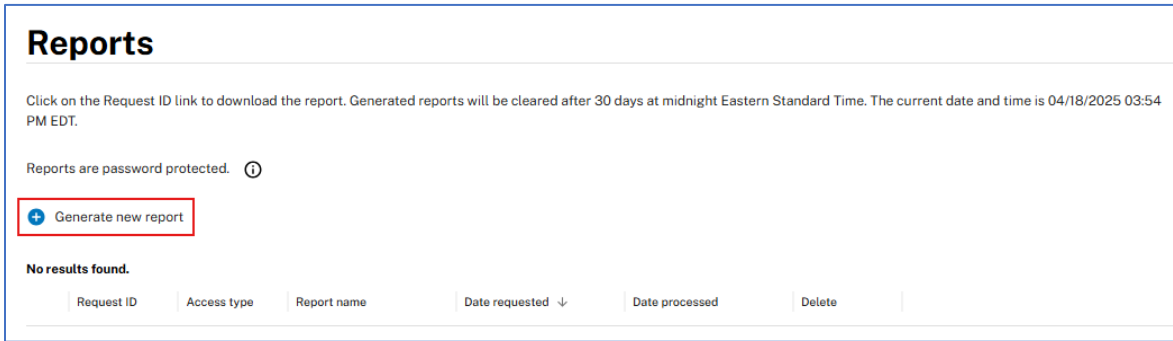 Reports
Click on the Request ID link to download the report. Generated reports will be cleared after 30 days at midnight Eastern Standard Time. The current date and time is 04/18/2025 03:54
PM EDT.
Reports are password protected.
Generate new report
No results found.
Request ID Access type Report name Date requested ↓ Date processed Delete